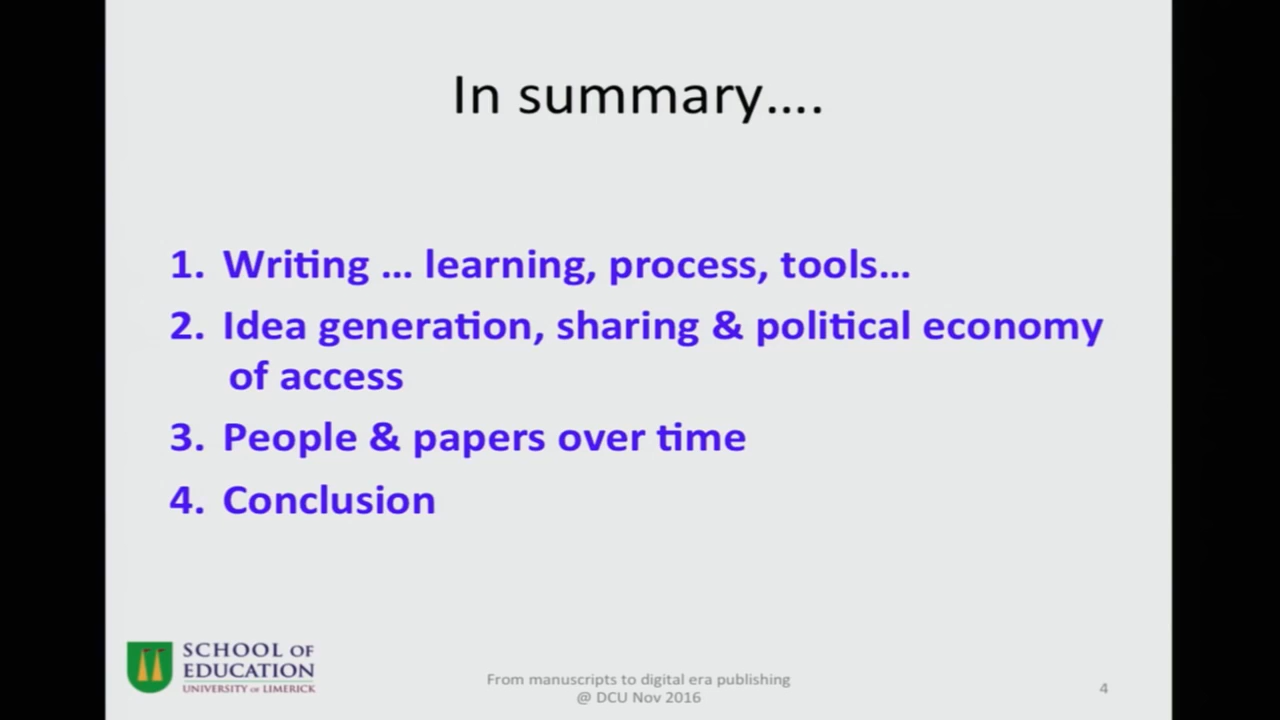 In summary….
1. Writing … learning, process, tools…
2. Idea generation, sharing & political economy
of access
3. People & papers over time
4. Conclusion
SCHOOL OF
EDUCATION
UNIVERSITY OF LIMERICK
From manuscripts to digital era publishing
@ DCU Nov 2016
4